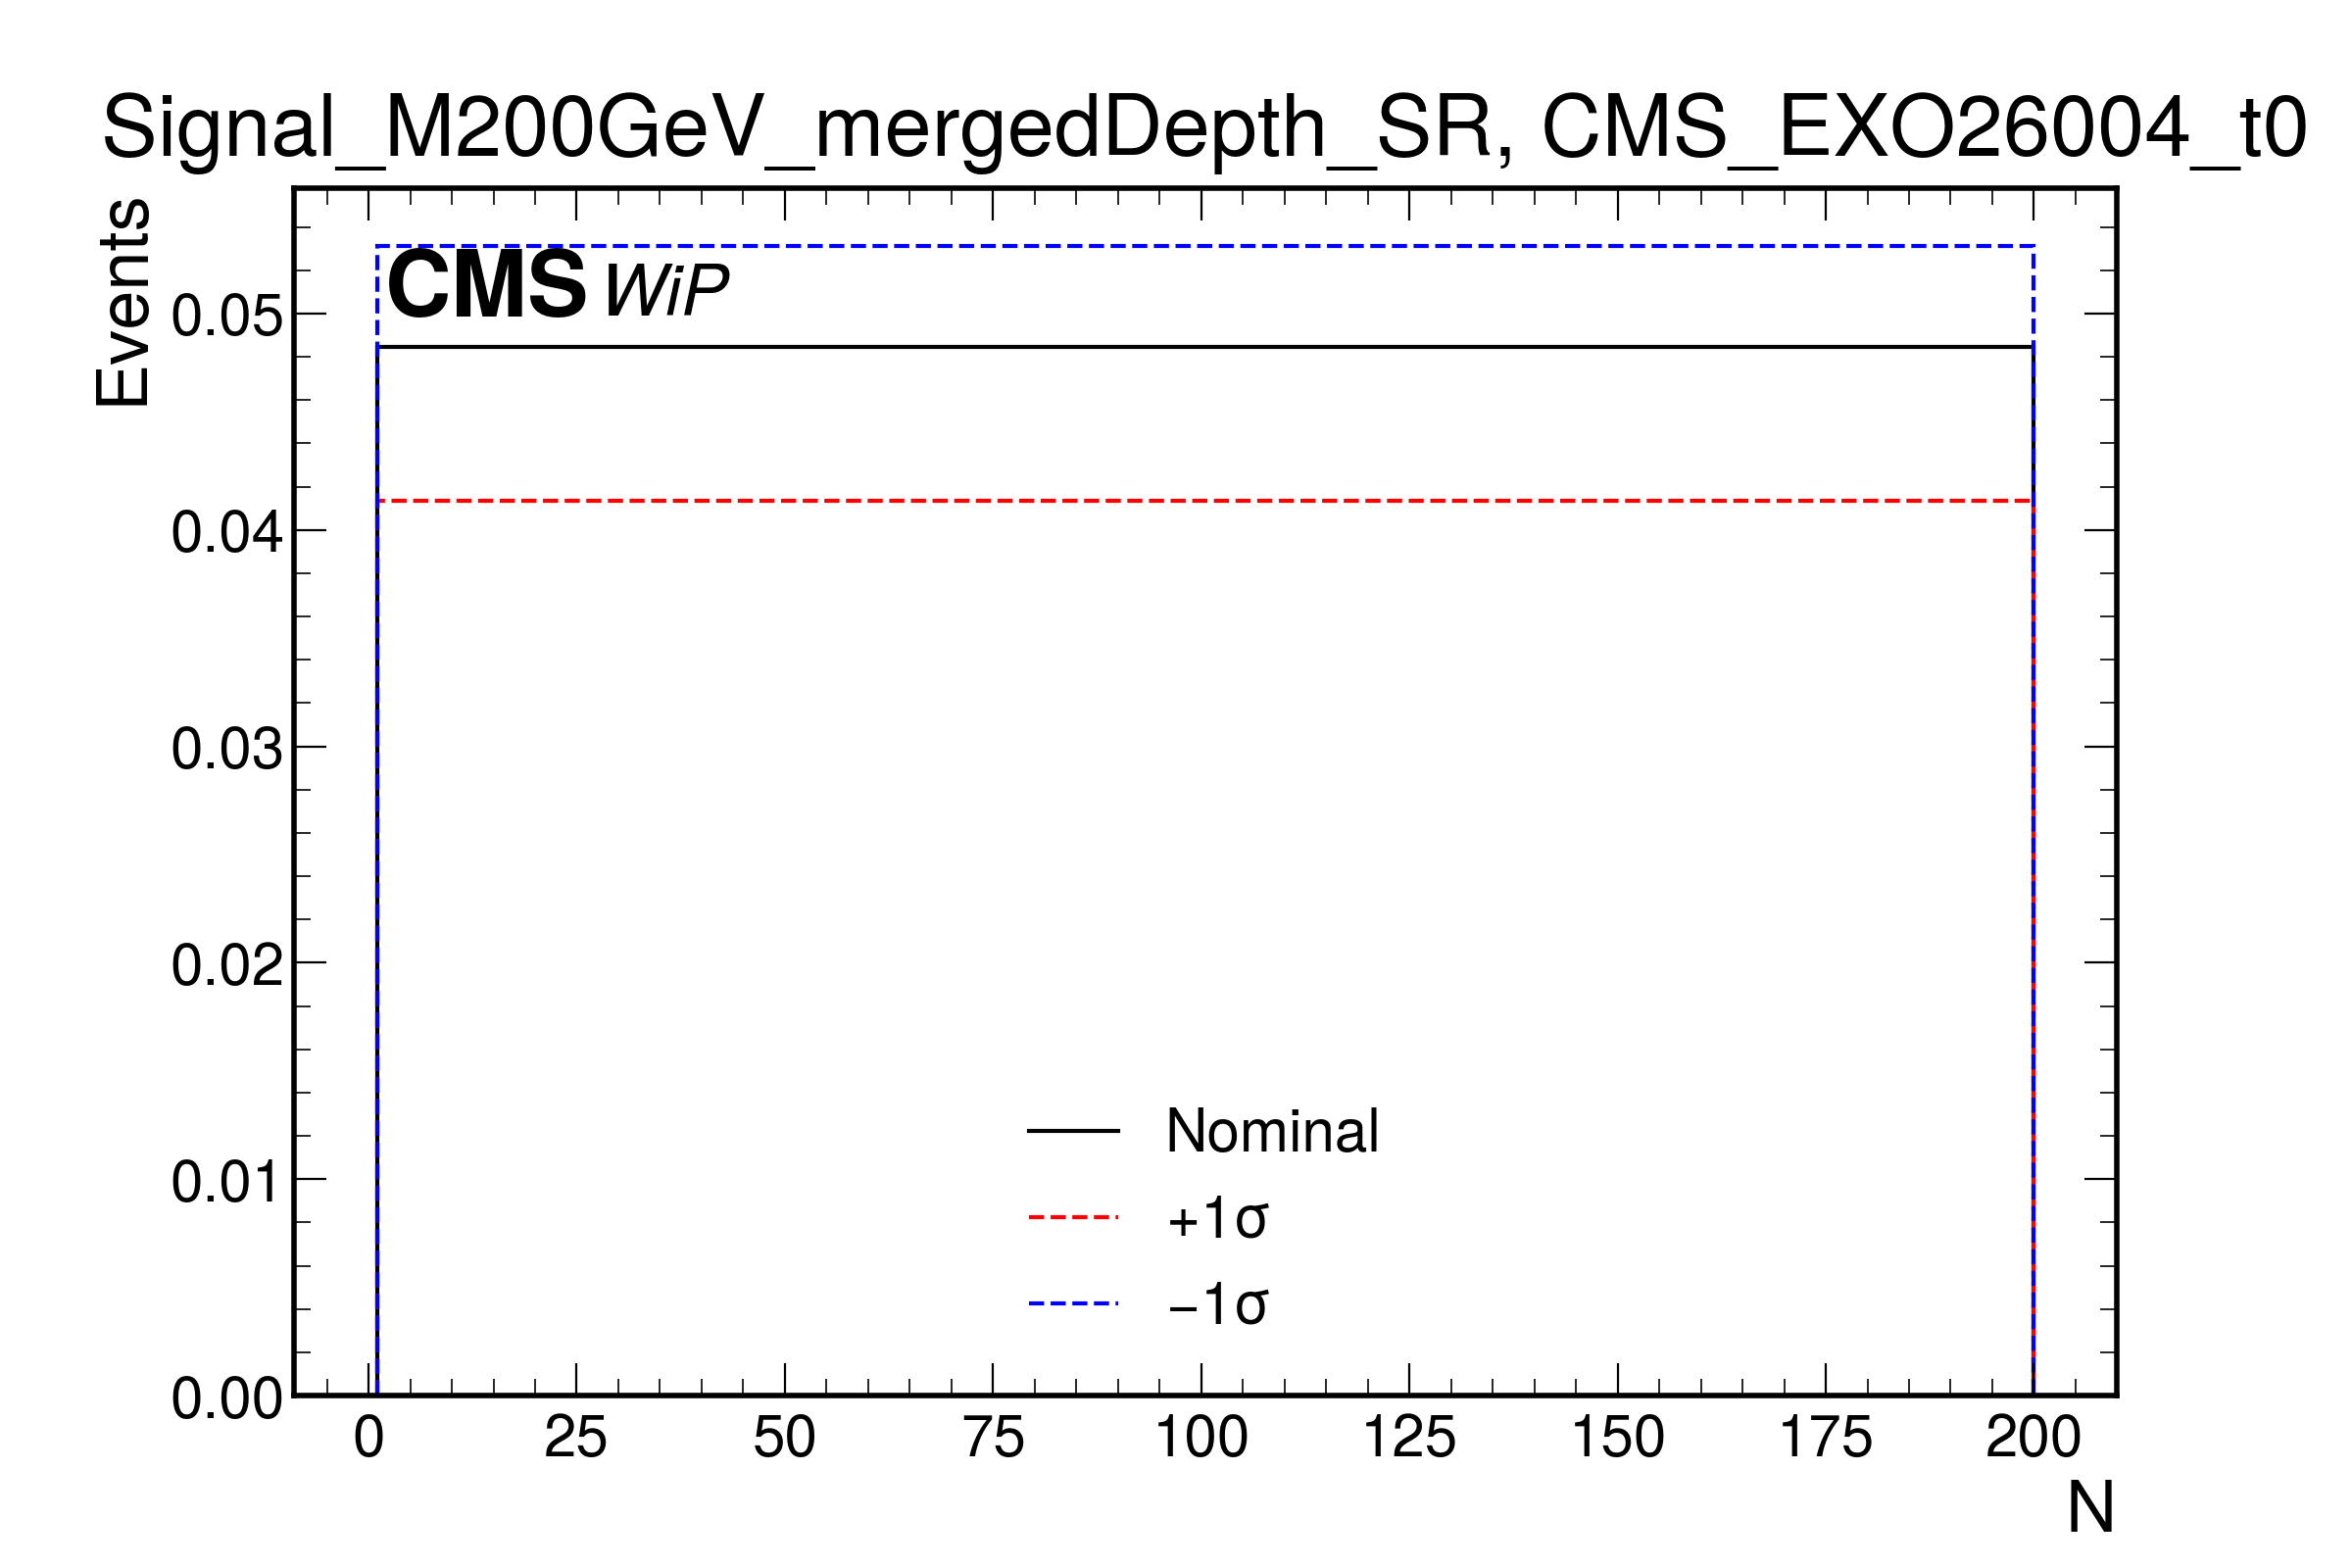 Signal_M200GeV_mergedDepth_SR, CMS_EXO26004_t0
Events
CMS WiP
0.05
0.04
0.03
0.02
0.01
0.00
Nominal
+1σ
−1σ
0 25 50 75 100 125 150 175 200
N